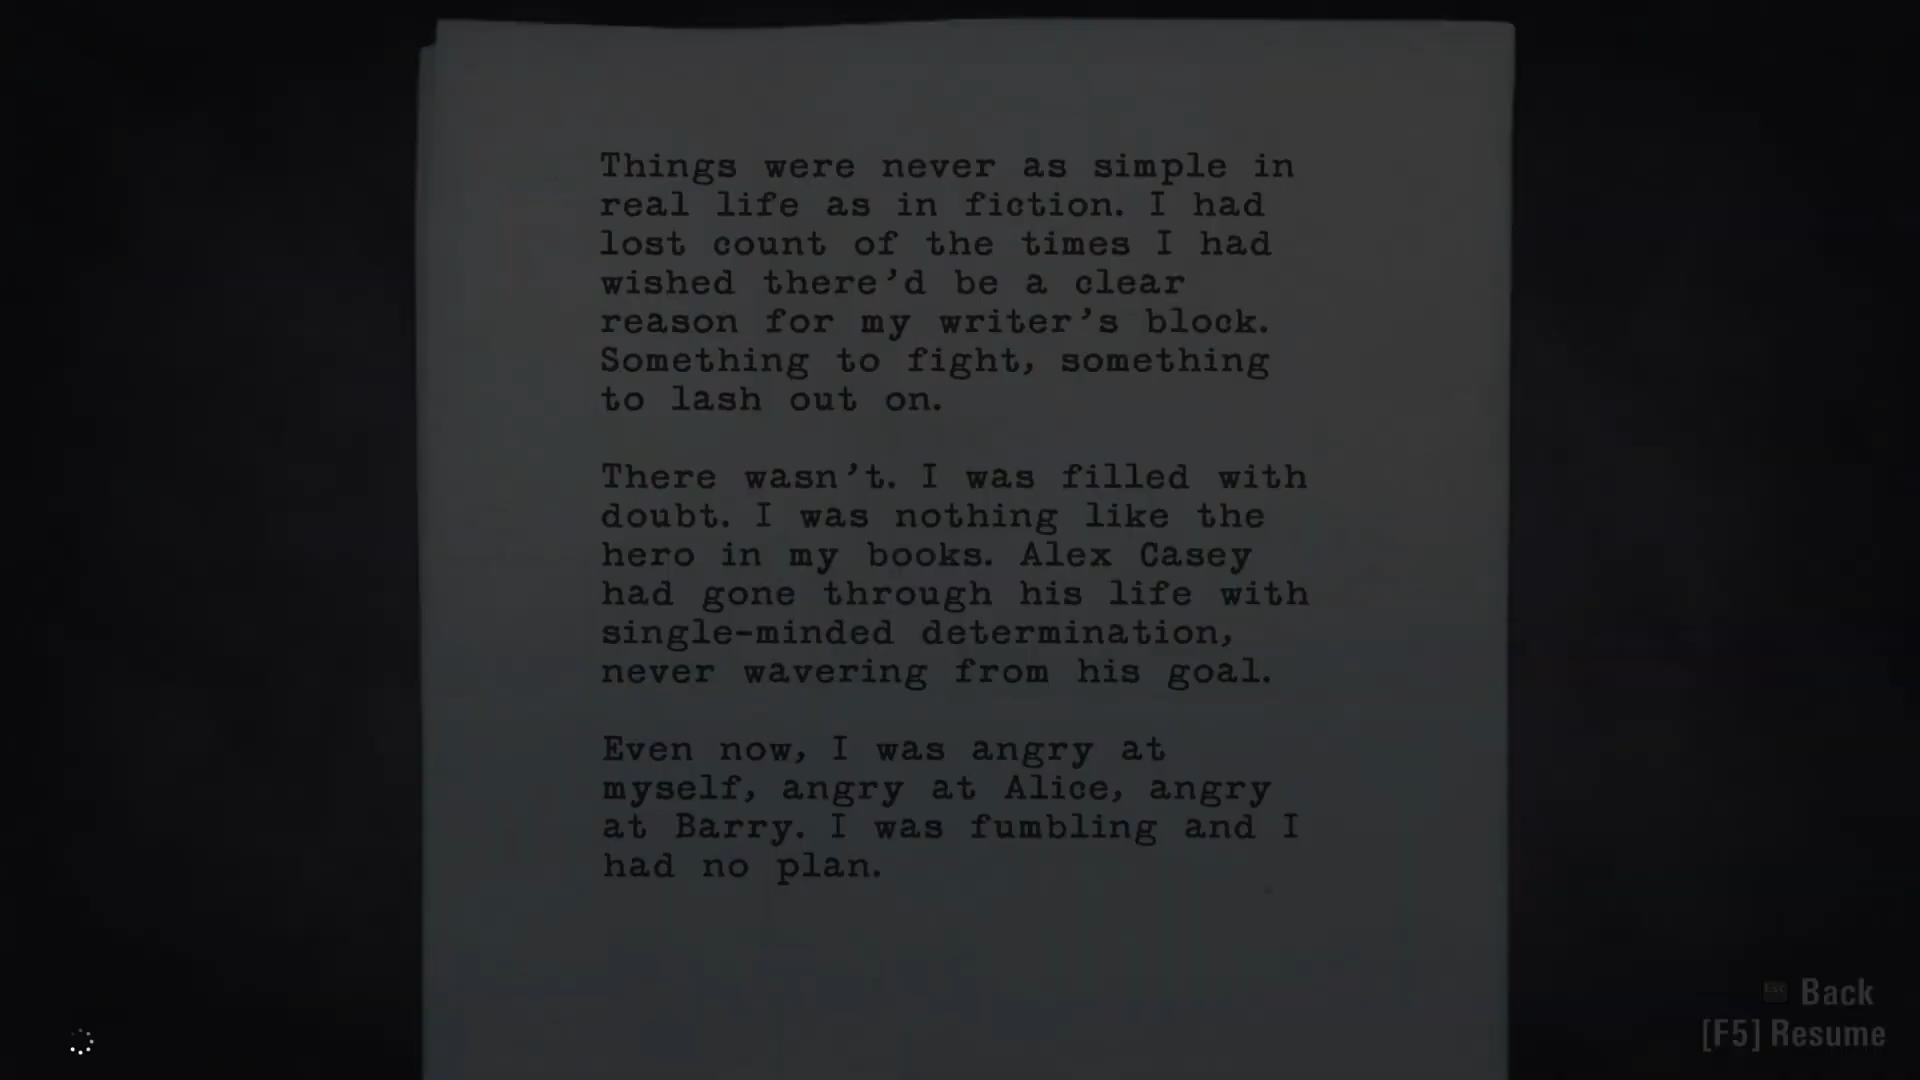 Things were never as simple in
real life as in fiction. I had
lost count of the times I had
wished there’d be a clear
reason for my writer’s block.
Something to fight, something
to lash out on.
There wasn’t. I was filled with
doubt. I was nothing like the
hero in my books. Alex Casey
had gone through his life with
single-minded determination,
never wavering from his goal.
Even now, I was angry at
myself, angry at Alice, angry
at Barry. I was fumbling and I
had no plan.
Esc Back
[F5] Resume